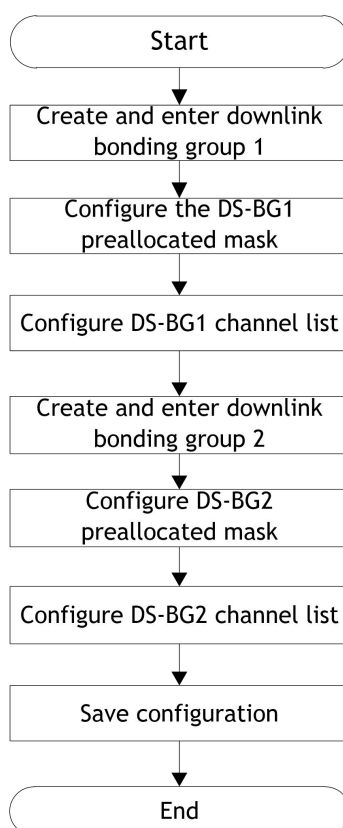 Start
Create and enter downlink
bonding group 1
Configure the DS-BG1
preallocated mask
Configure DS-BG1 channel list
Create and enter downlink
bonding group 2
Configure DS-BG2
preallocated mask
Configure DS-BG2 channel list
Save configuration
End